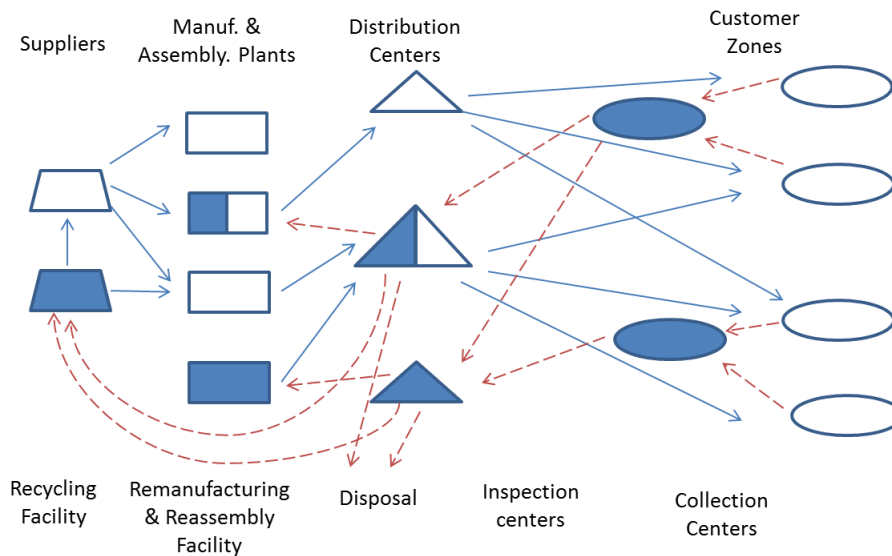 Suppliers
Manuf. &
Assembly. Plants
Distribution
Centers
Customer
Zones
Recycling
Facility
Remanufacturing
& Reassembly
Facility
Disposal
Inspection
centers
Collection
Centers